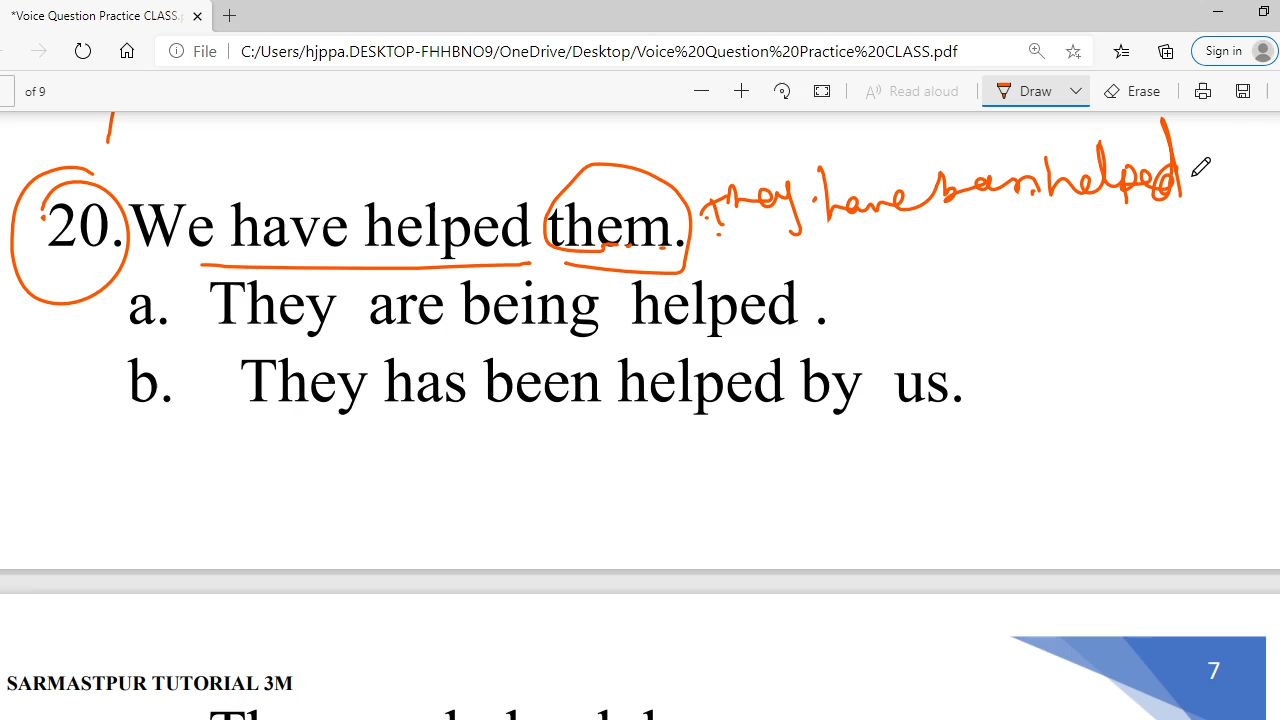 *Voice Question Practice CLASS.p
File C:/Users/hjppa.DESKTOP-FHHBNO9/OneDrive/Desktop/Voice%20Question%20Practice%20CLASS.pdf Sign in
of 9 Read aloud Draw Erase
They have been helped
20. We have helped them.
a. They are being helped .
b. They has been helped by us.
7
SARMASTPUR TUTORIAL 3M